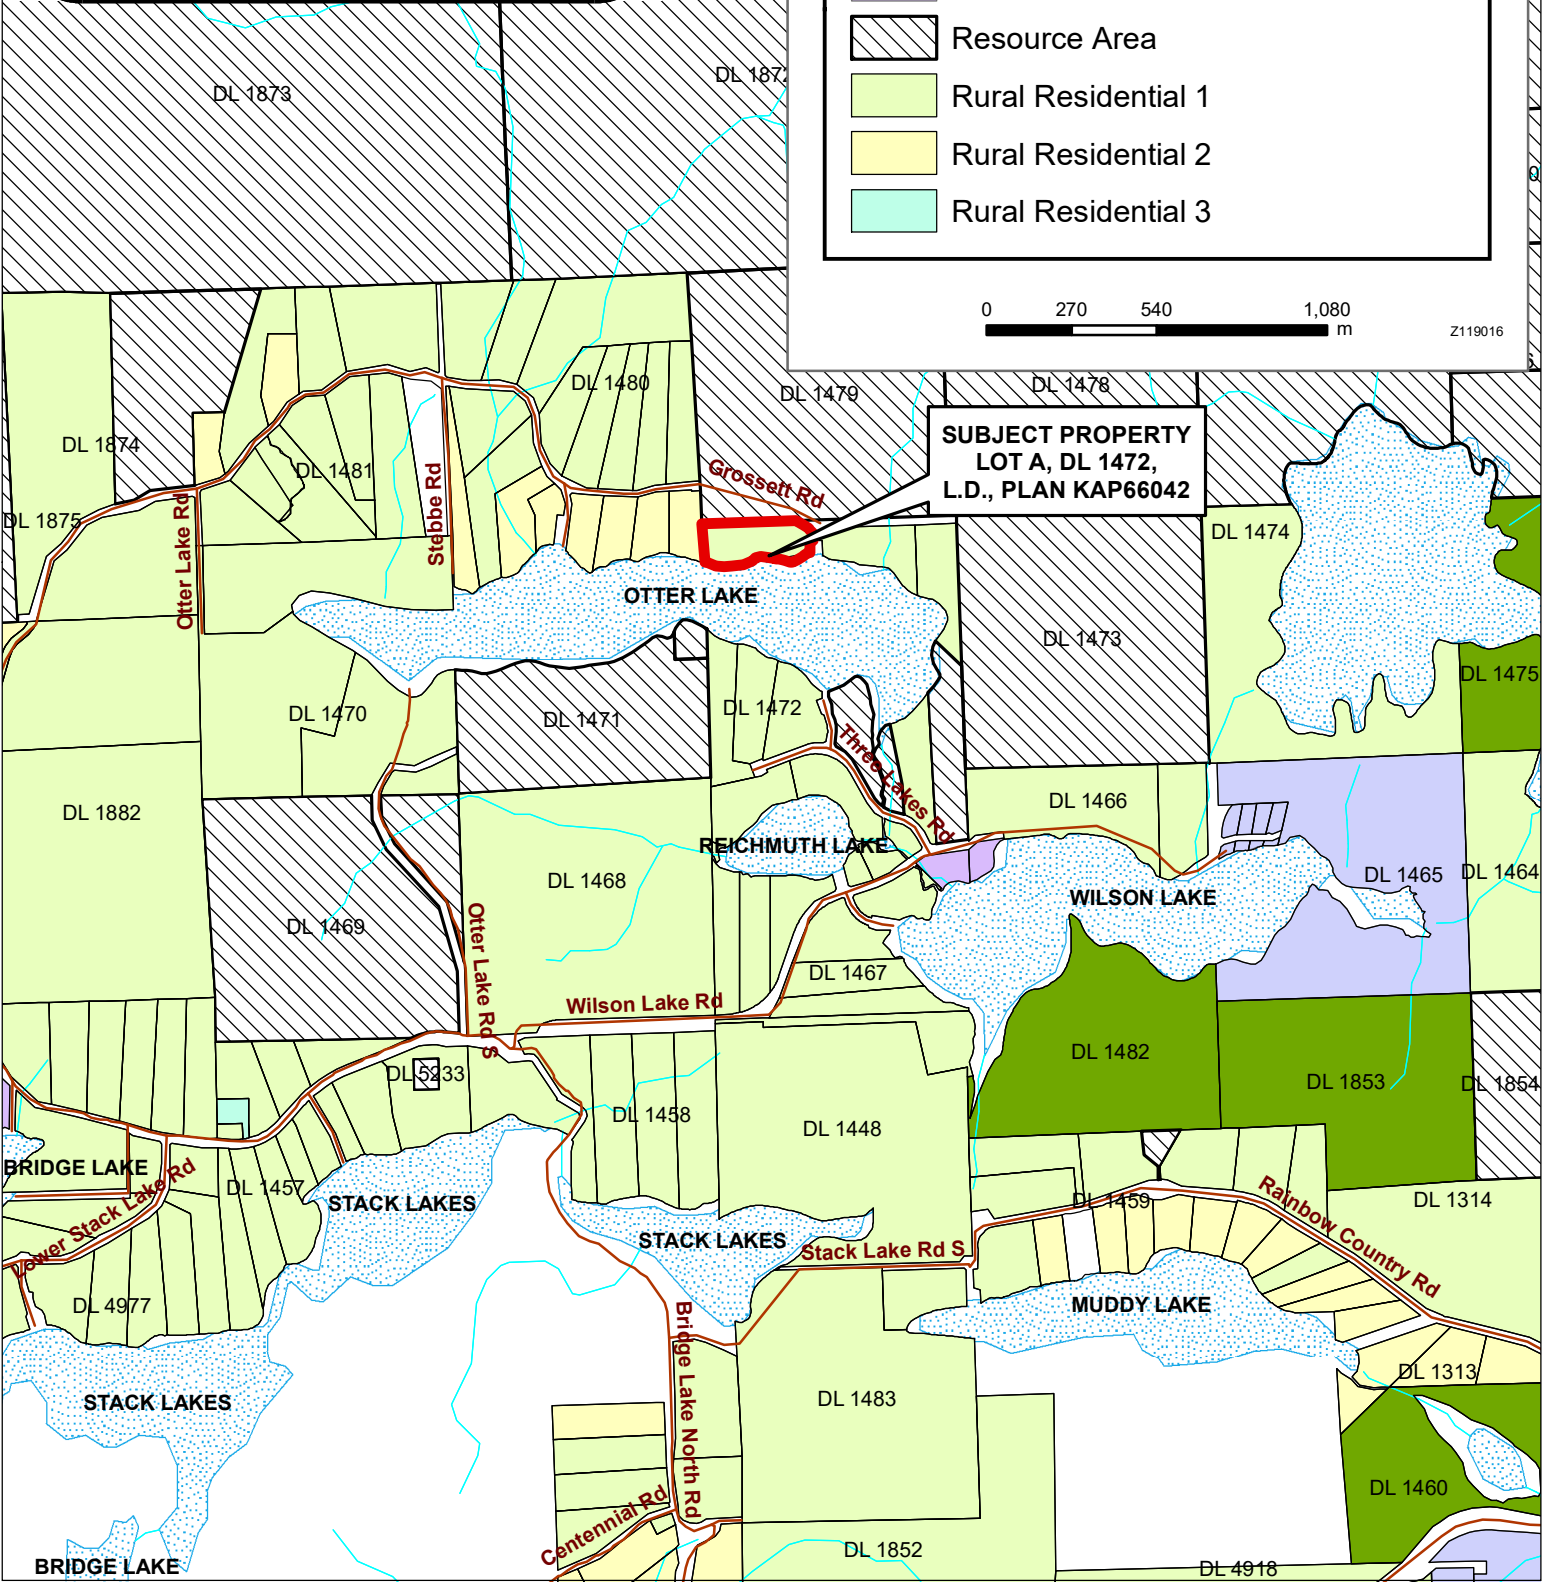 Resource Area
Rural Residential 1
Rural Residential 2
Rural Residential 3
0 270 540 1,080
m
Z119016
DL 1873
DL 1872
DL 1479
DL 1478
DL 1480
SUBJECT PROPERTY
LOT A, DL 1472,
L.D., PLAN KAP66042
DL 1874
DL 1481
Grossett Rd
DL 1875
Otter Lake Rd
Stebbe Rd
DL 1474
OTTER LAKE
DL 1473
DL 1475
DL 1470
DL 1471
DL 1472
Three Lakes Rd
DL 1882
DL 1466
REICHMUTH LAKE
DL 1468
DL 1465
DL 1464
WILSON LAKE
DL 1469
Otter Lake Rd S
DL 1467
Wilson Lake Rd
DL 1482
DL 5233
DL 1853
DL 1854
DL 1458
DL 1448
BRIDGE LAKE
Lower Stack Lake Rd
DL 1457
STACK LAKES
DL 1459
Rainbow Country Rd
DL 1314
STACK LAKES
Stack Lake Rd S
DL 4977
MUDDY LAKE
Bridge Lake North Rd
DL 1313
STACK LAKES
DL 1483
DL 1460
Centennial Rd
DL 1852
BRIDGE LAKE
DL 4918